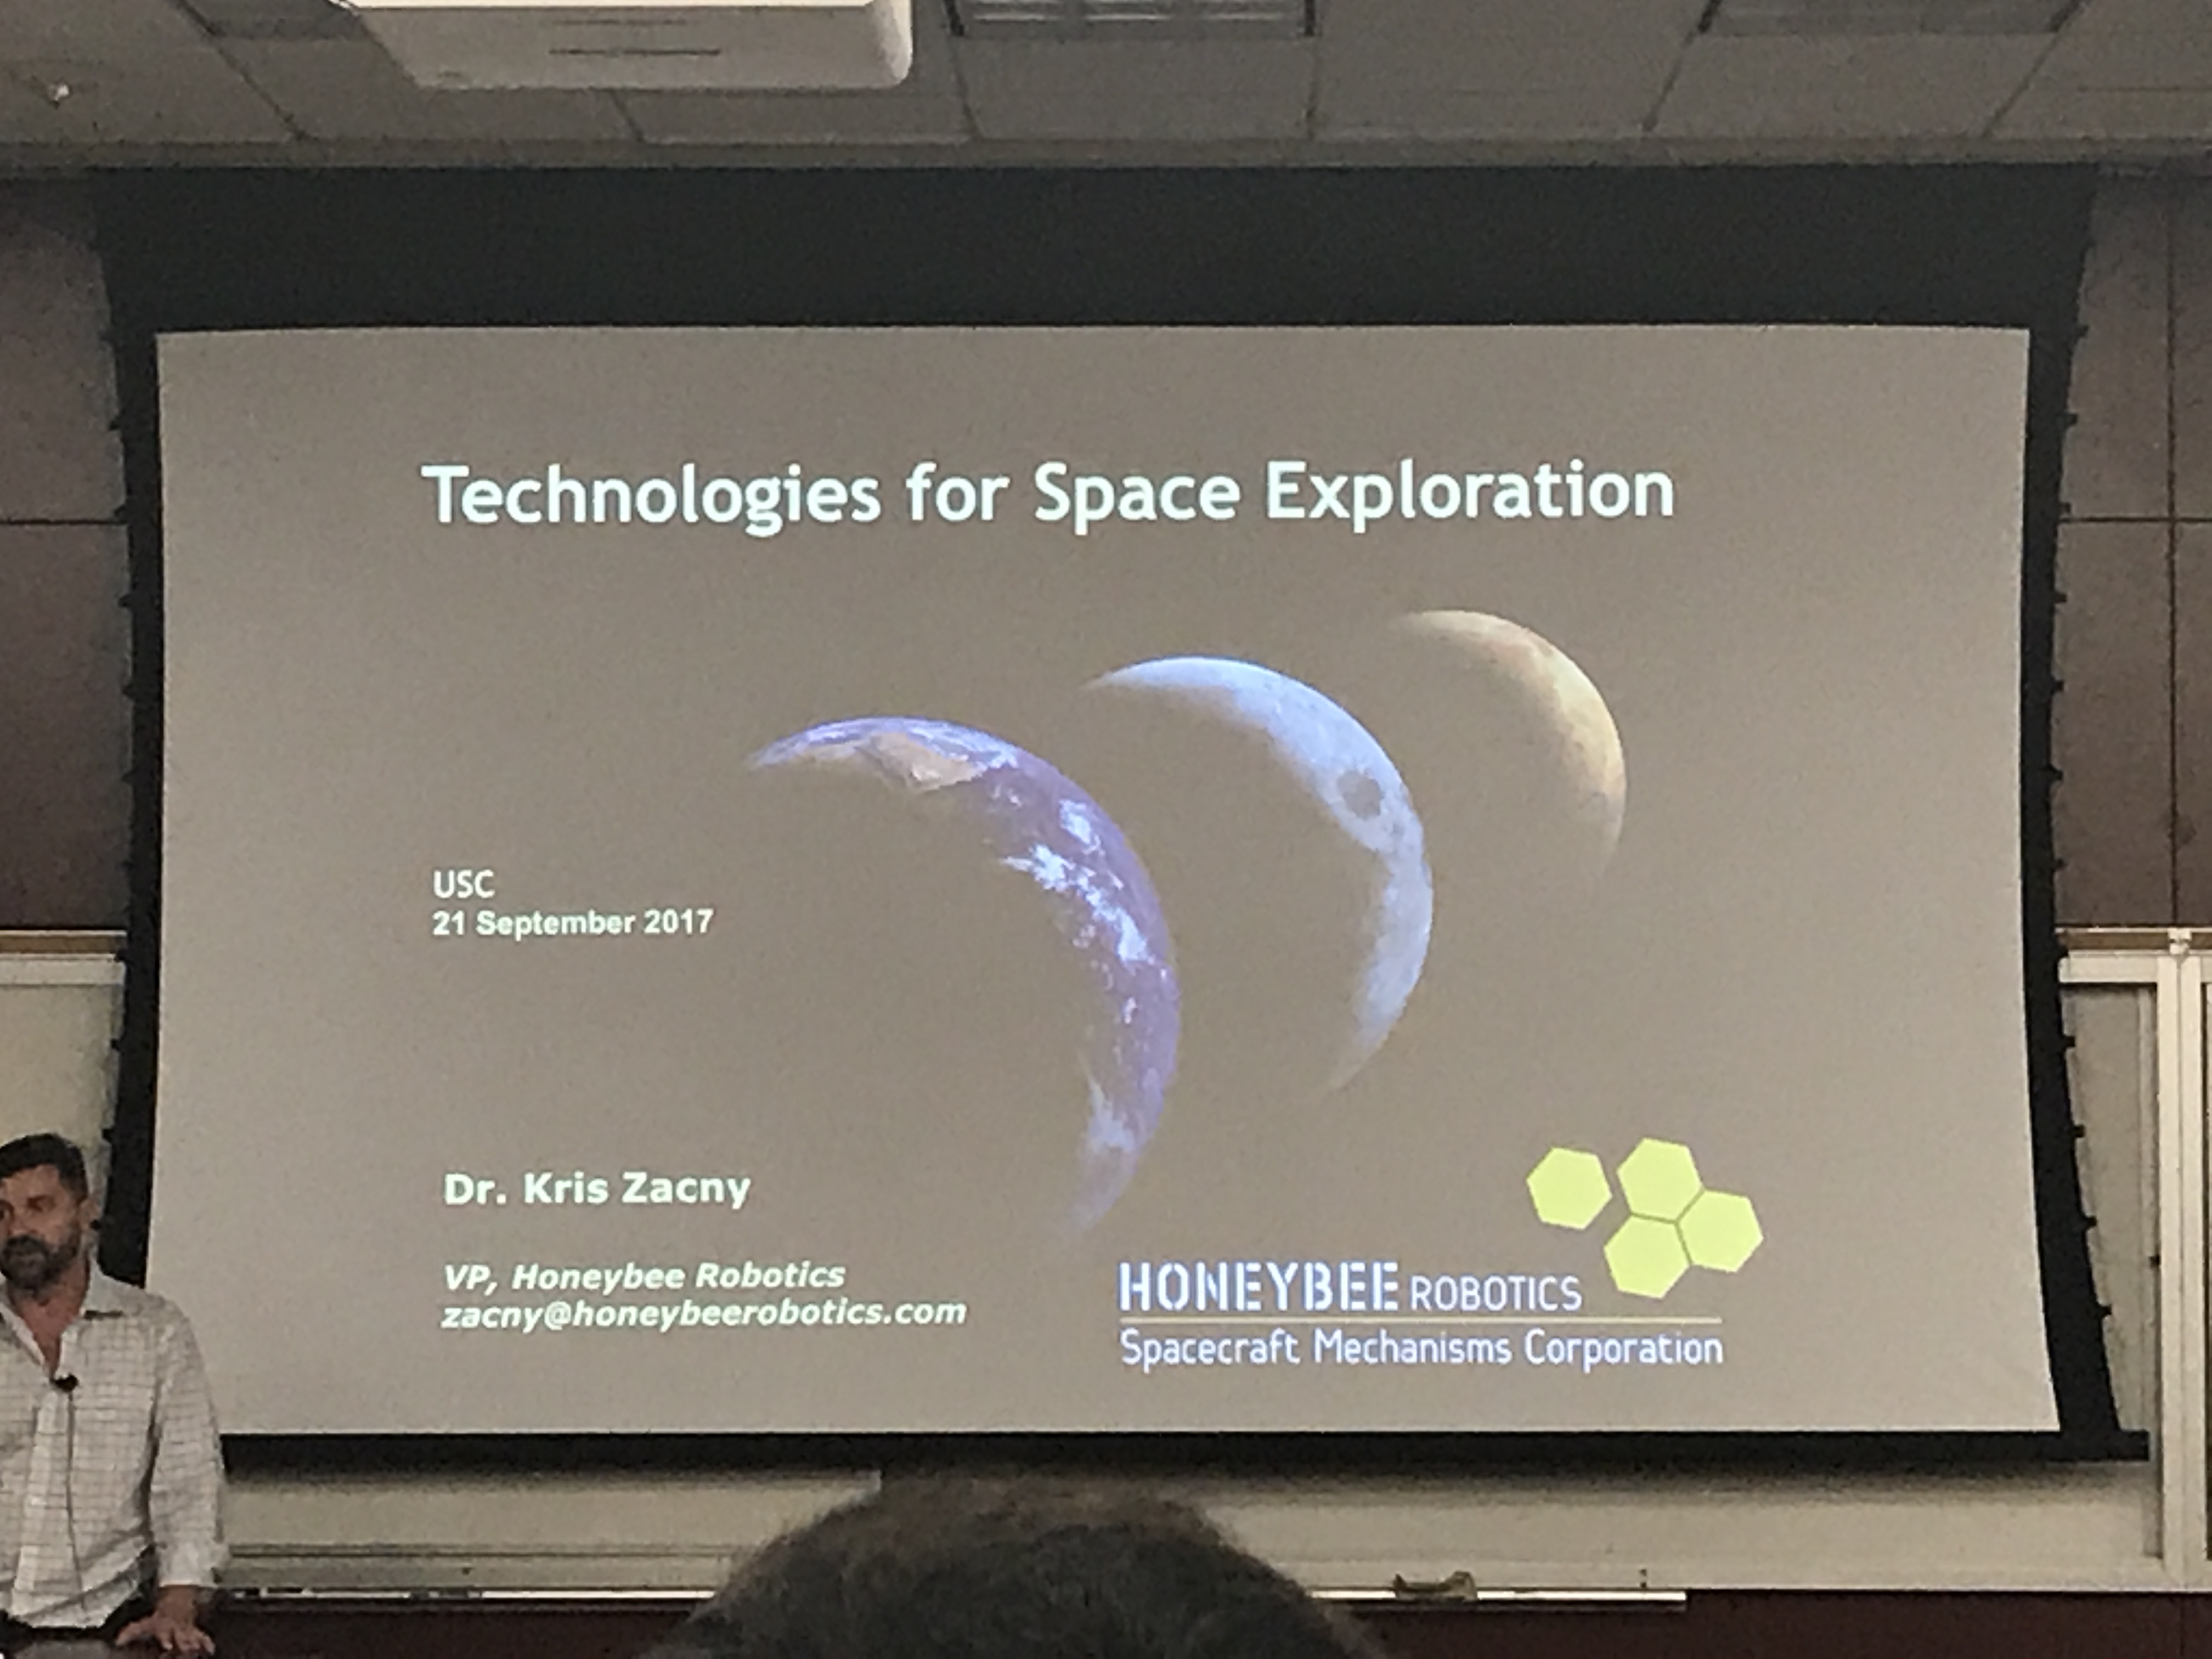 Technologies for Space Exploration
USC
21 September 2017
Dr. Kris Zacny
VP, Honeybee Robotics
zacny@honeybeerobotics.com
HONEYBEE ROBOTICS
Spacecraft Mechanisms Corporation